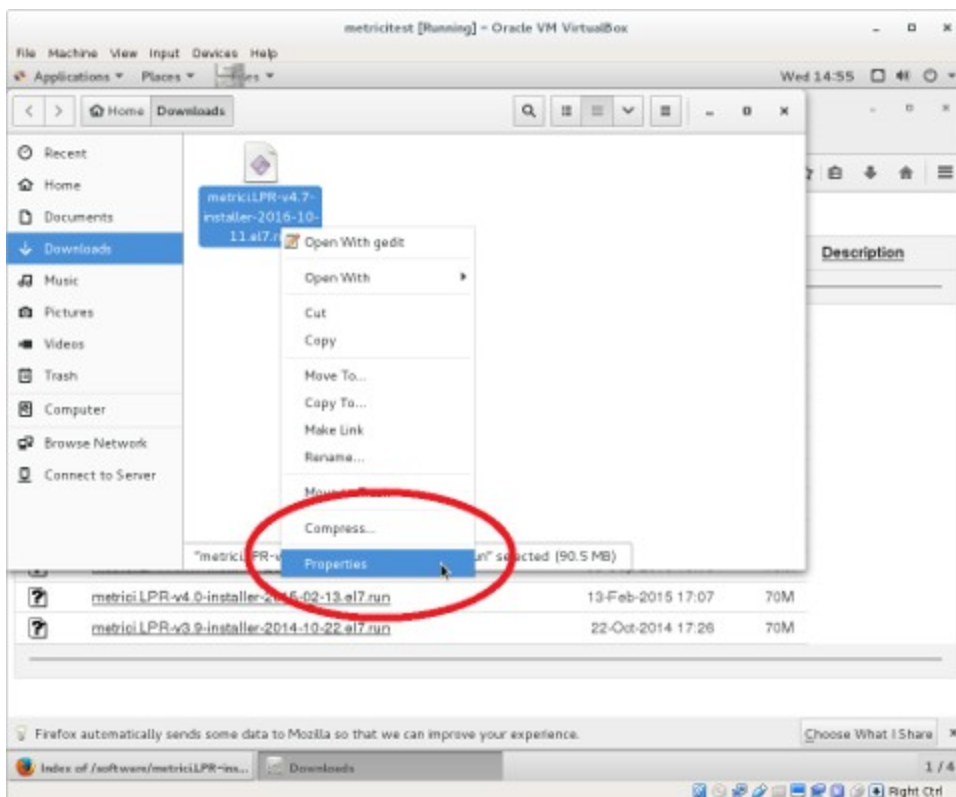 metricitest [Running] - Oracle VM VirtualBox
File Machine View Input Devices Help
Applications Places
Wed 14:55
Home Downloads
Recent
Home
Documents
Downloads
Music
Pictures
Videos
Trash
Computer
Browse Network
Connect to Server
metrici.LPR-v4.7-
installer-2016-10-
11.el7.r
Open With gedit
Open With
Cut
Copy
Move To...
Copy To...
Make Link
Rename...
Compress...
Properties
"metrici.LPR-v un" selected (90.5 MB)
Description
metrici.LPR-v4.0-installer-2015-02-13.el7.run 13-Feb-2015 17:07 70M
metrici.LPR-v3.9-installer-2014-10-22.el7.run 22-Oct-2014 17:26 70M
Firefox automatically sends some data to Mozilla so that we can improve your experience.
Choose What I Share
Index of /software/metrici.LPR-ins...
Downloads
1 / 4
Right Ctrl